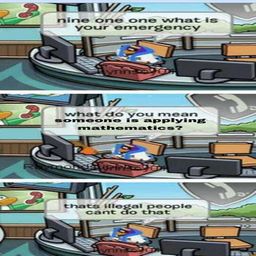 nine one one what is
your emergency
what do you mean
someone is applying
mathematics?
thats illegal people
cant do that